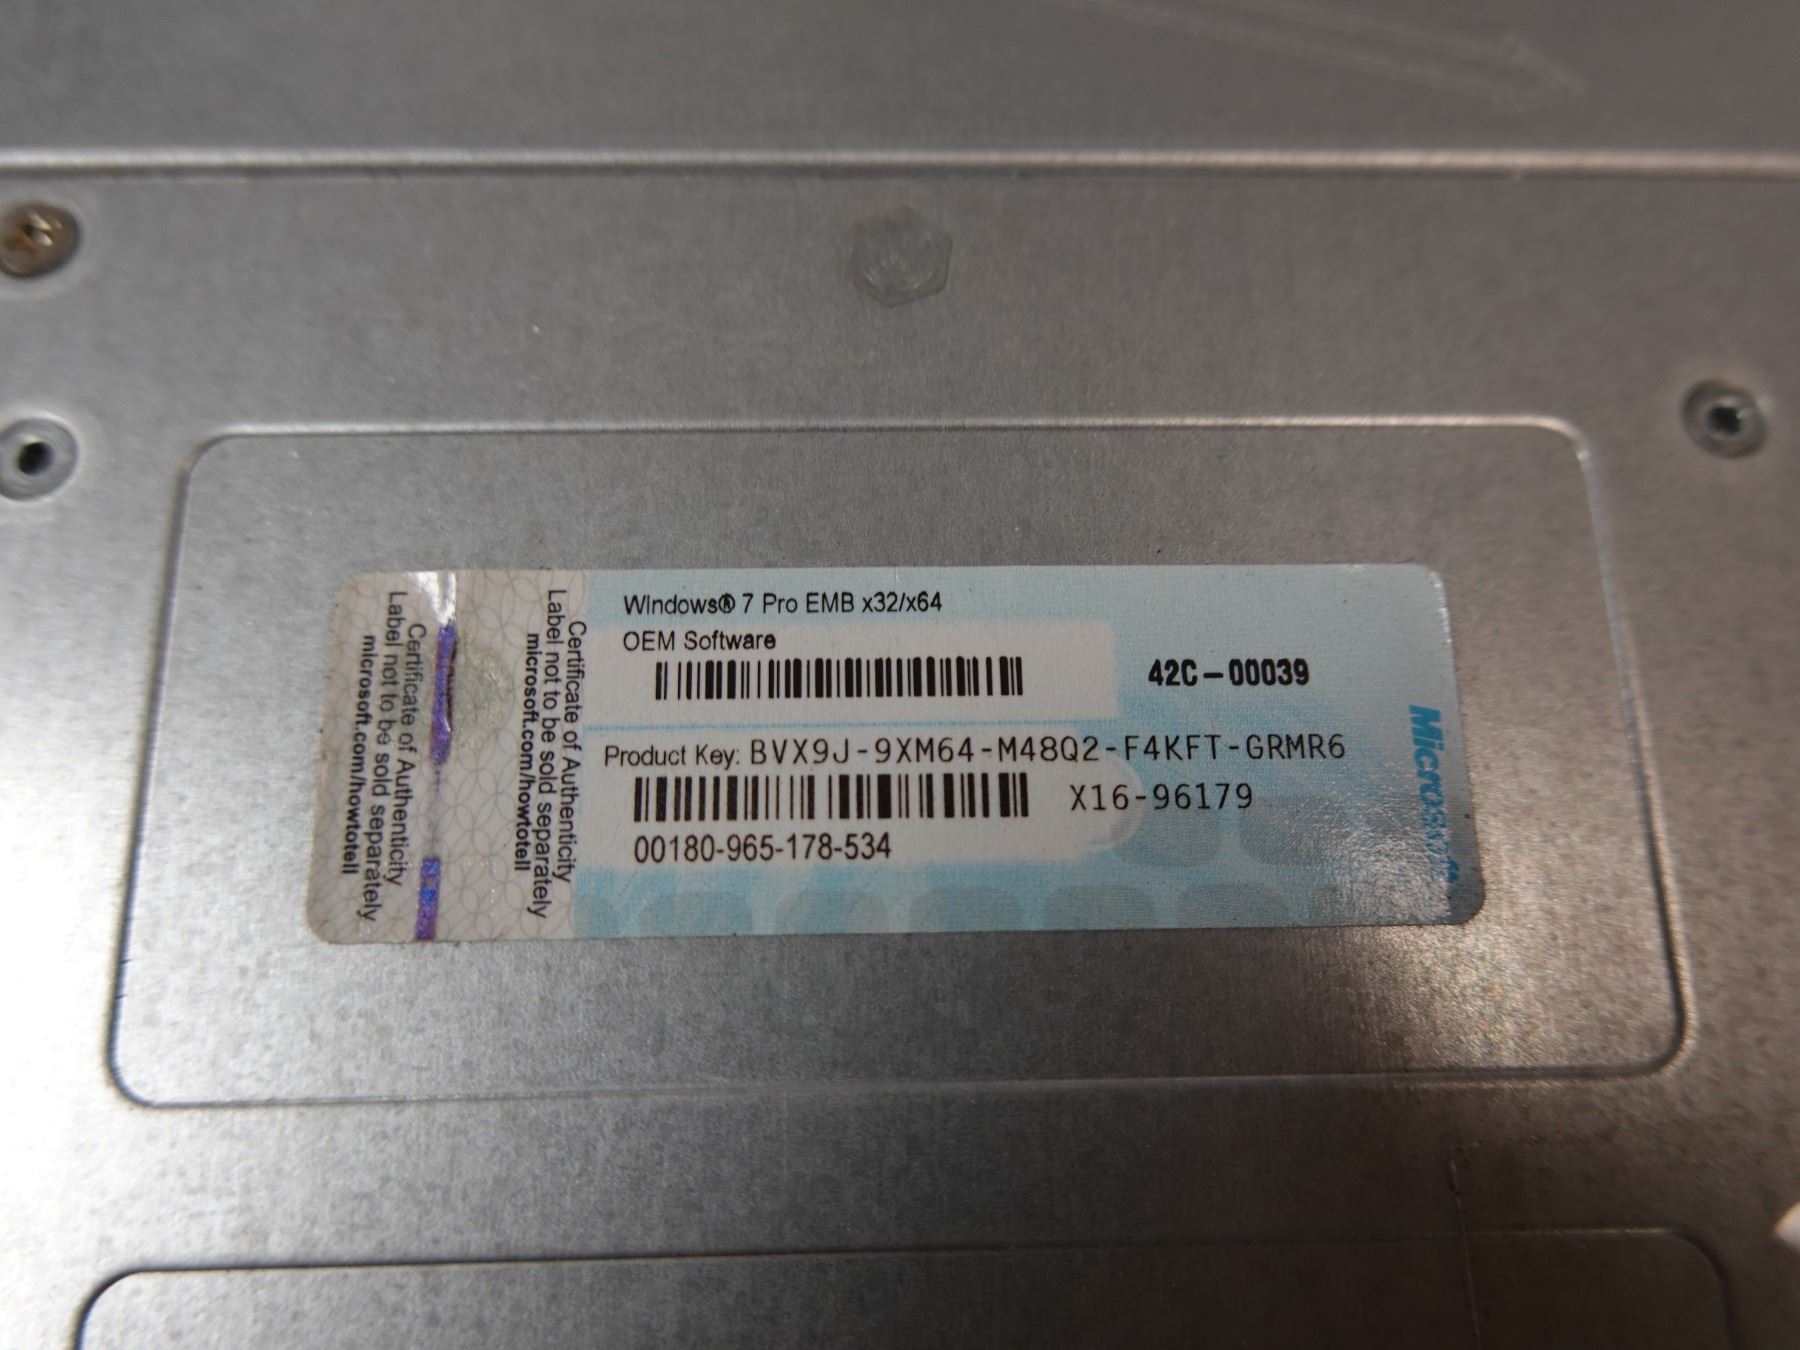 Certificate of Authenticity
Label not to be sold separately
microsoft.com/howtotell
Certificate of Authenticity
Label not to be sold separately
microsoft.com/howtotell
Windows® 7 Pro EMB x32/x64
OEM Software
42C-00039
Product Key: BVX9J-9XM64-M48Q2-F4KFT-GRMR6
X16-96179
00180-965-178-534
Microsoft